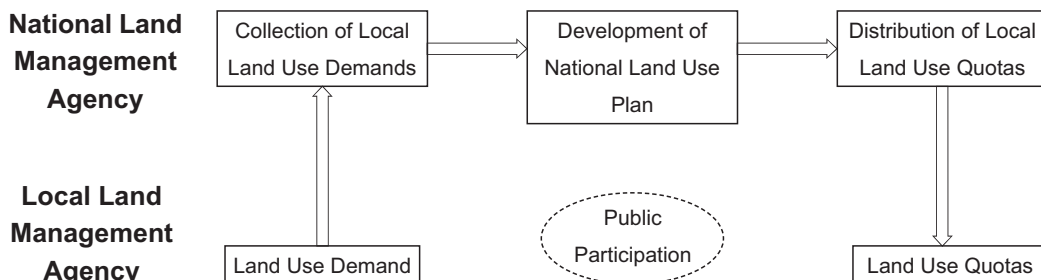 National Land
Management
Agency
Collection of Local
Land Use Demands
Development of
National Land Use
Plan
Distribution of Local
Land Use Quotas
Local Land
Management
Agency
Land Use Demand
Public
Participation
Land Use Quotas